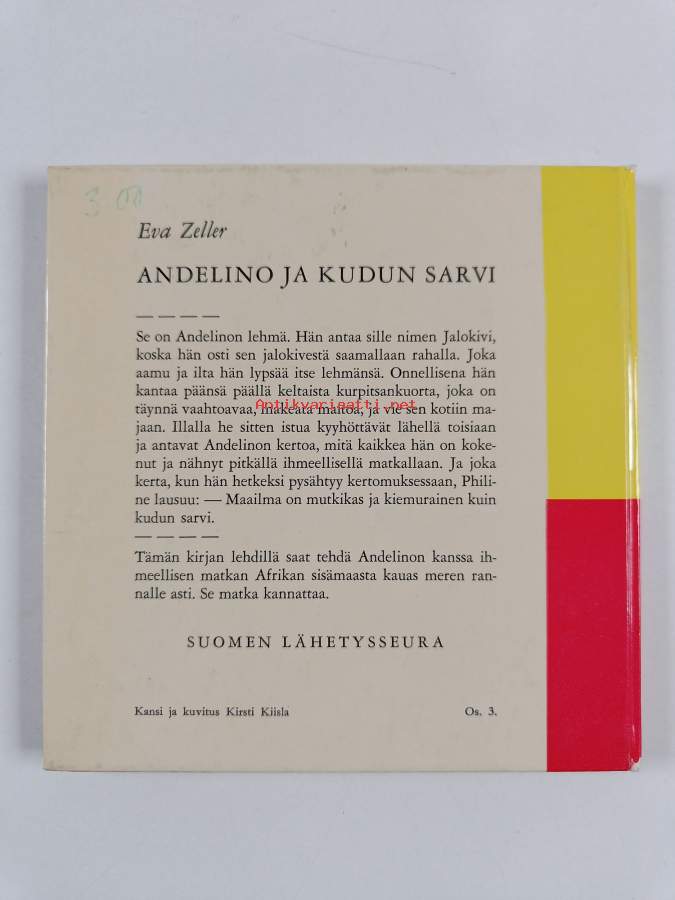 3 00
Eva Zeller
ANDELINO JA KUDUN SARVI
— — — —
Se on Andelinon lehmä. Hän antaa sille nimen Jalokivi,
koska hän osti sen jalokivestä saamallaan rahalla. Joka
aamu ja ilta hän lypsää itse lehmänsä. Onnellisena hän
kantaa päänsä päällä keltaista kurpitsankuorta, joka on
täynnä vaahtoavaa, makeata maitoa, ja vie sen kotiin ma-
Antikvariaatti.net
jaan. Illalla he sitten istua kyyhöttävät lähellä toisiaan
ja antavat Andelinon kertoa, mitä kaikkea hän on koke-
nut ja nähnyt pitkällä ihmeellisellä matkallaan. Ja joka
kerta, kun hän hetkeksi pysähtyy kertomuksessaan, Phili-
ne lausuu: — Maailma on mutkikas ja kiemurainen kuin
kudun sarvi.
— — — —
Tämän kirjan lehdillä saat tehdä Andelinon kanssa ih-
meellisen matkan Afrikan sisämaasta kauas meren ran-
nalle asti. Se matka kannattaa.
SUOMEN LÄHETYSSEURA
Kansi ja kuvitus Kirsti Kiisla
Os. 3.